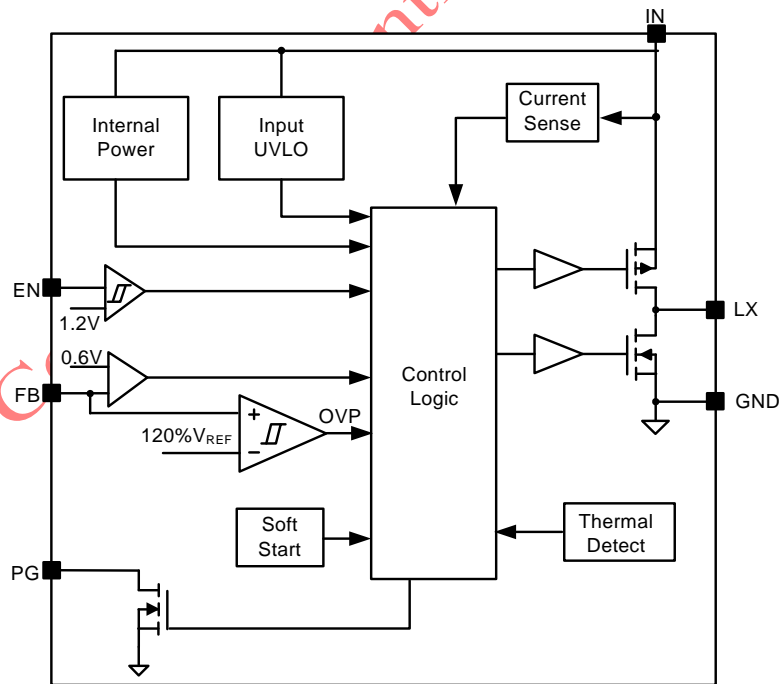 IN
Internal
Power
Input
UVLO
Current
Sense
EN
1.2V
LX
0.6V
FB
Control
Logic
GND
+
OVP
120%VREF
−
Soft
Start
Thermal
Detect
PG